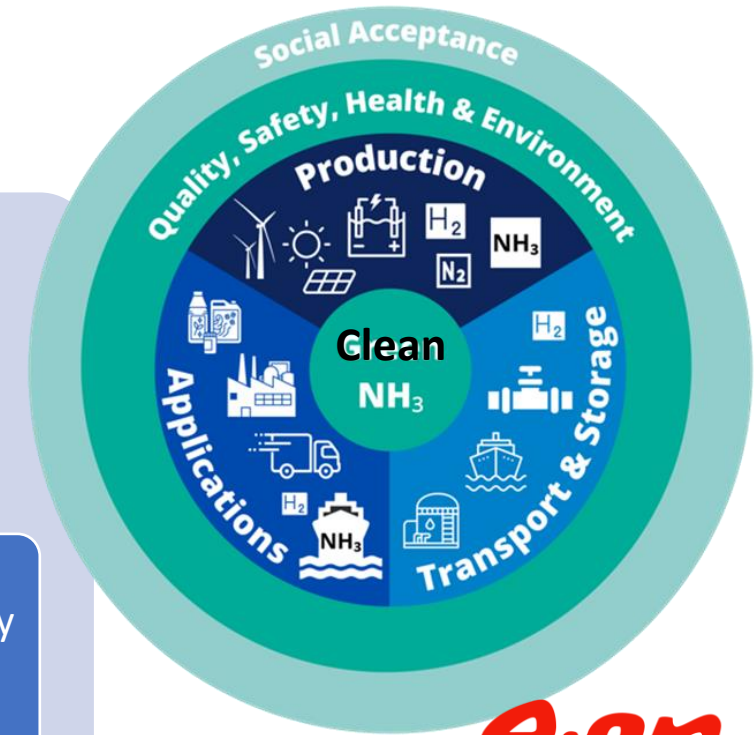 Social Acceptance
Quality, Safety, Health & Environment
Production
H₂
NH₃
N₂
Clean
NH₃
H₂
Transport & Storage
Applications
H₂
NH₃
y